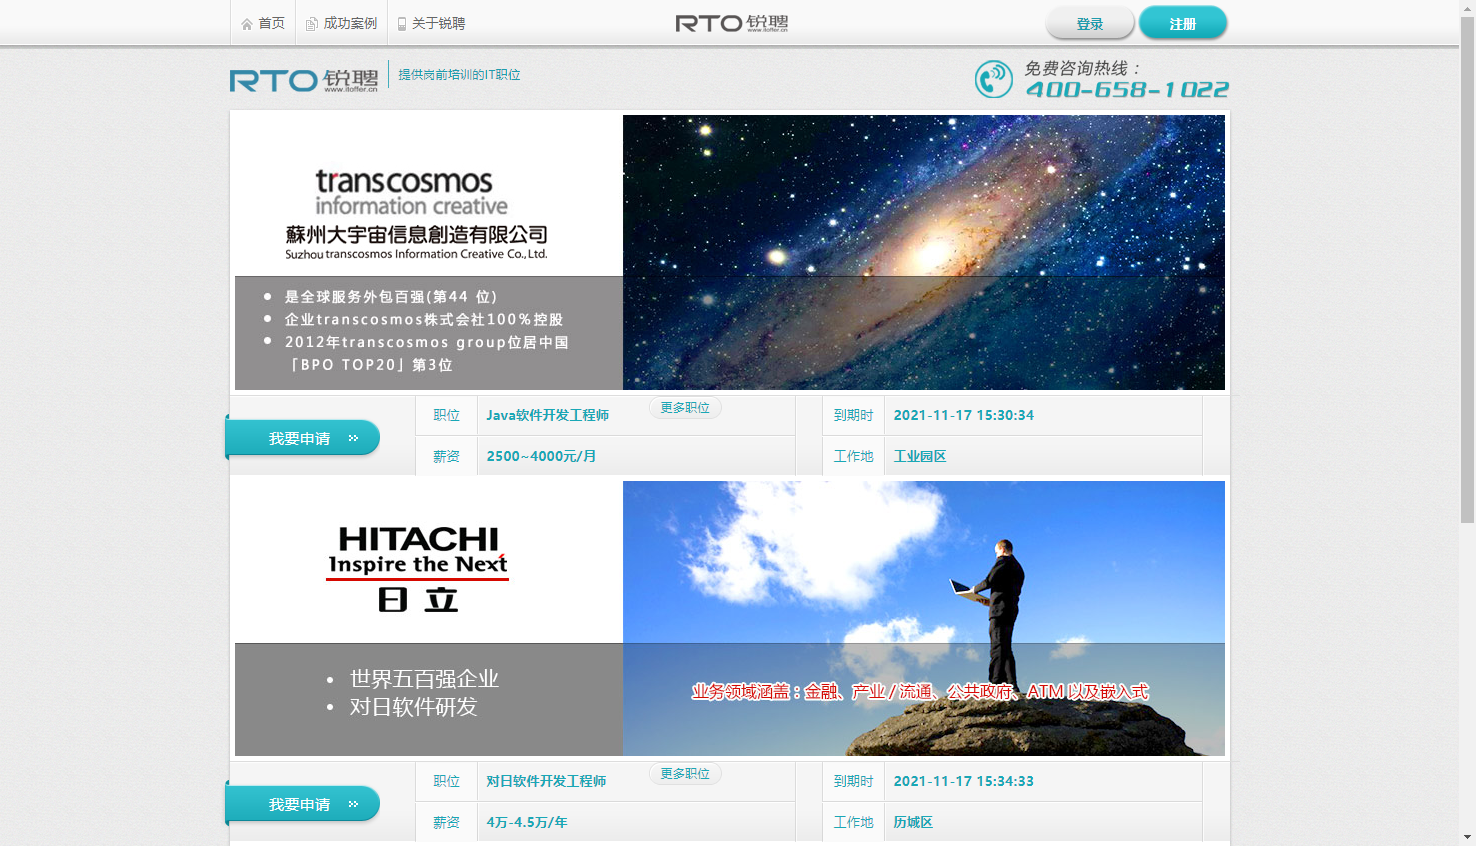 首页
成功案例
关于锐聘
RTO 锐聘
www.itoffer.cn
登录
注册
RTO 锐聘
www.itoffer.cn
提供岗前培训的IT职位
免费咨询热线：
400-658-1022
transcosmos
information creative
蘇州大宇宙信息創造有限公司
Suzhou transcosmos Information Creative Co., Ltd.
是全球服务外包百强(第44 位)
企业transcosmos株式会社100%控股
2012年transcosmos group位居中国
「BPO TOP20」第3位
我要申请
职位
Java软件开发工程师
更多职位
到期时
2021-11-17 15:30:34
薪资
2500~4000元/月
工作地
工业园区
HITACHI
Inspire the Next
日立
世界五百强企业
对日软件研发
业务领域涵盖：金融、产业 / 流通、公共政府、ATM 以及嵌入式
我要申请
职位
对日软件开发工程师
更多职位
到期时
2021-11-17 15:34:33
薪资
4万-4.5万/年
工作地
历城区